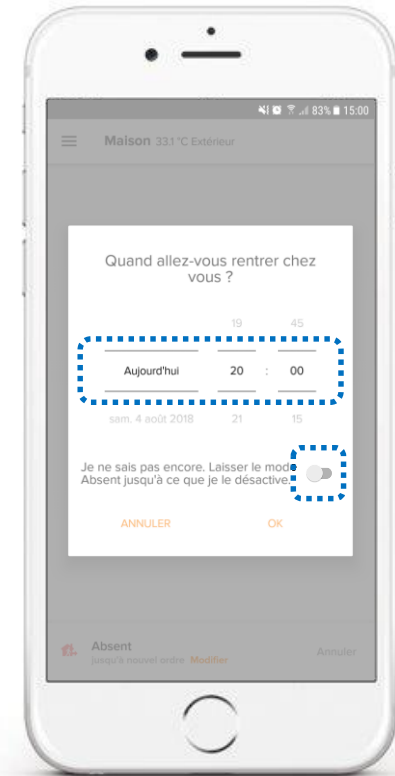 83% 15:00
Maison 33.1 °C Extérieur
Quand allez-vous rentrer chez
vous ?
19 45
Aujourd'hui 20 : 00
sam. 4 août 2018 21 15
Je ne sais pas encore. Laisser le mode
Absent jusqu'à ce que je le désactive.
ANNULER OK
Absent
jusqu'à nouvel ordre Modifier Annuler